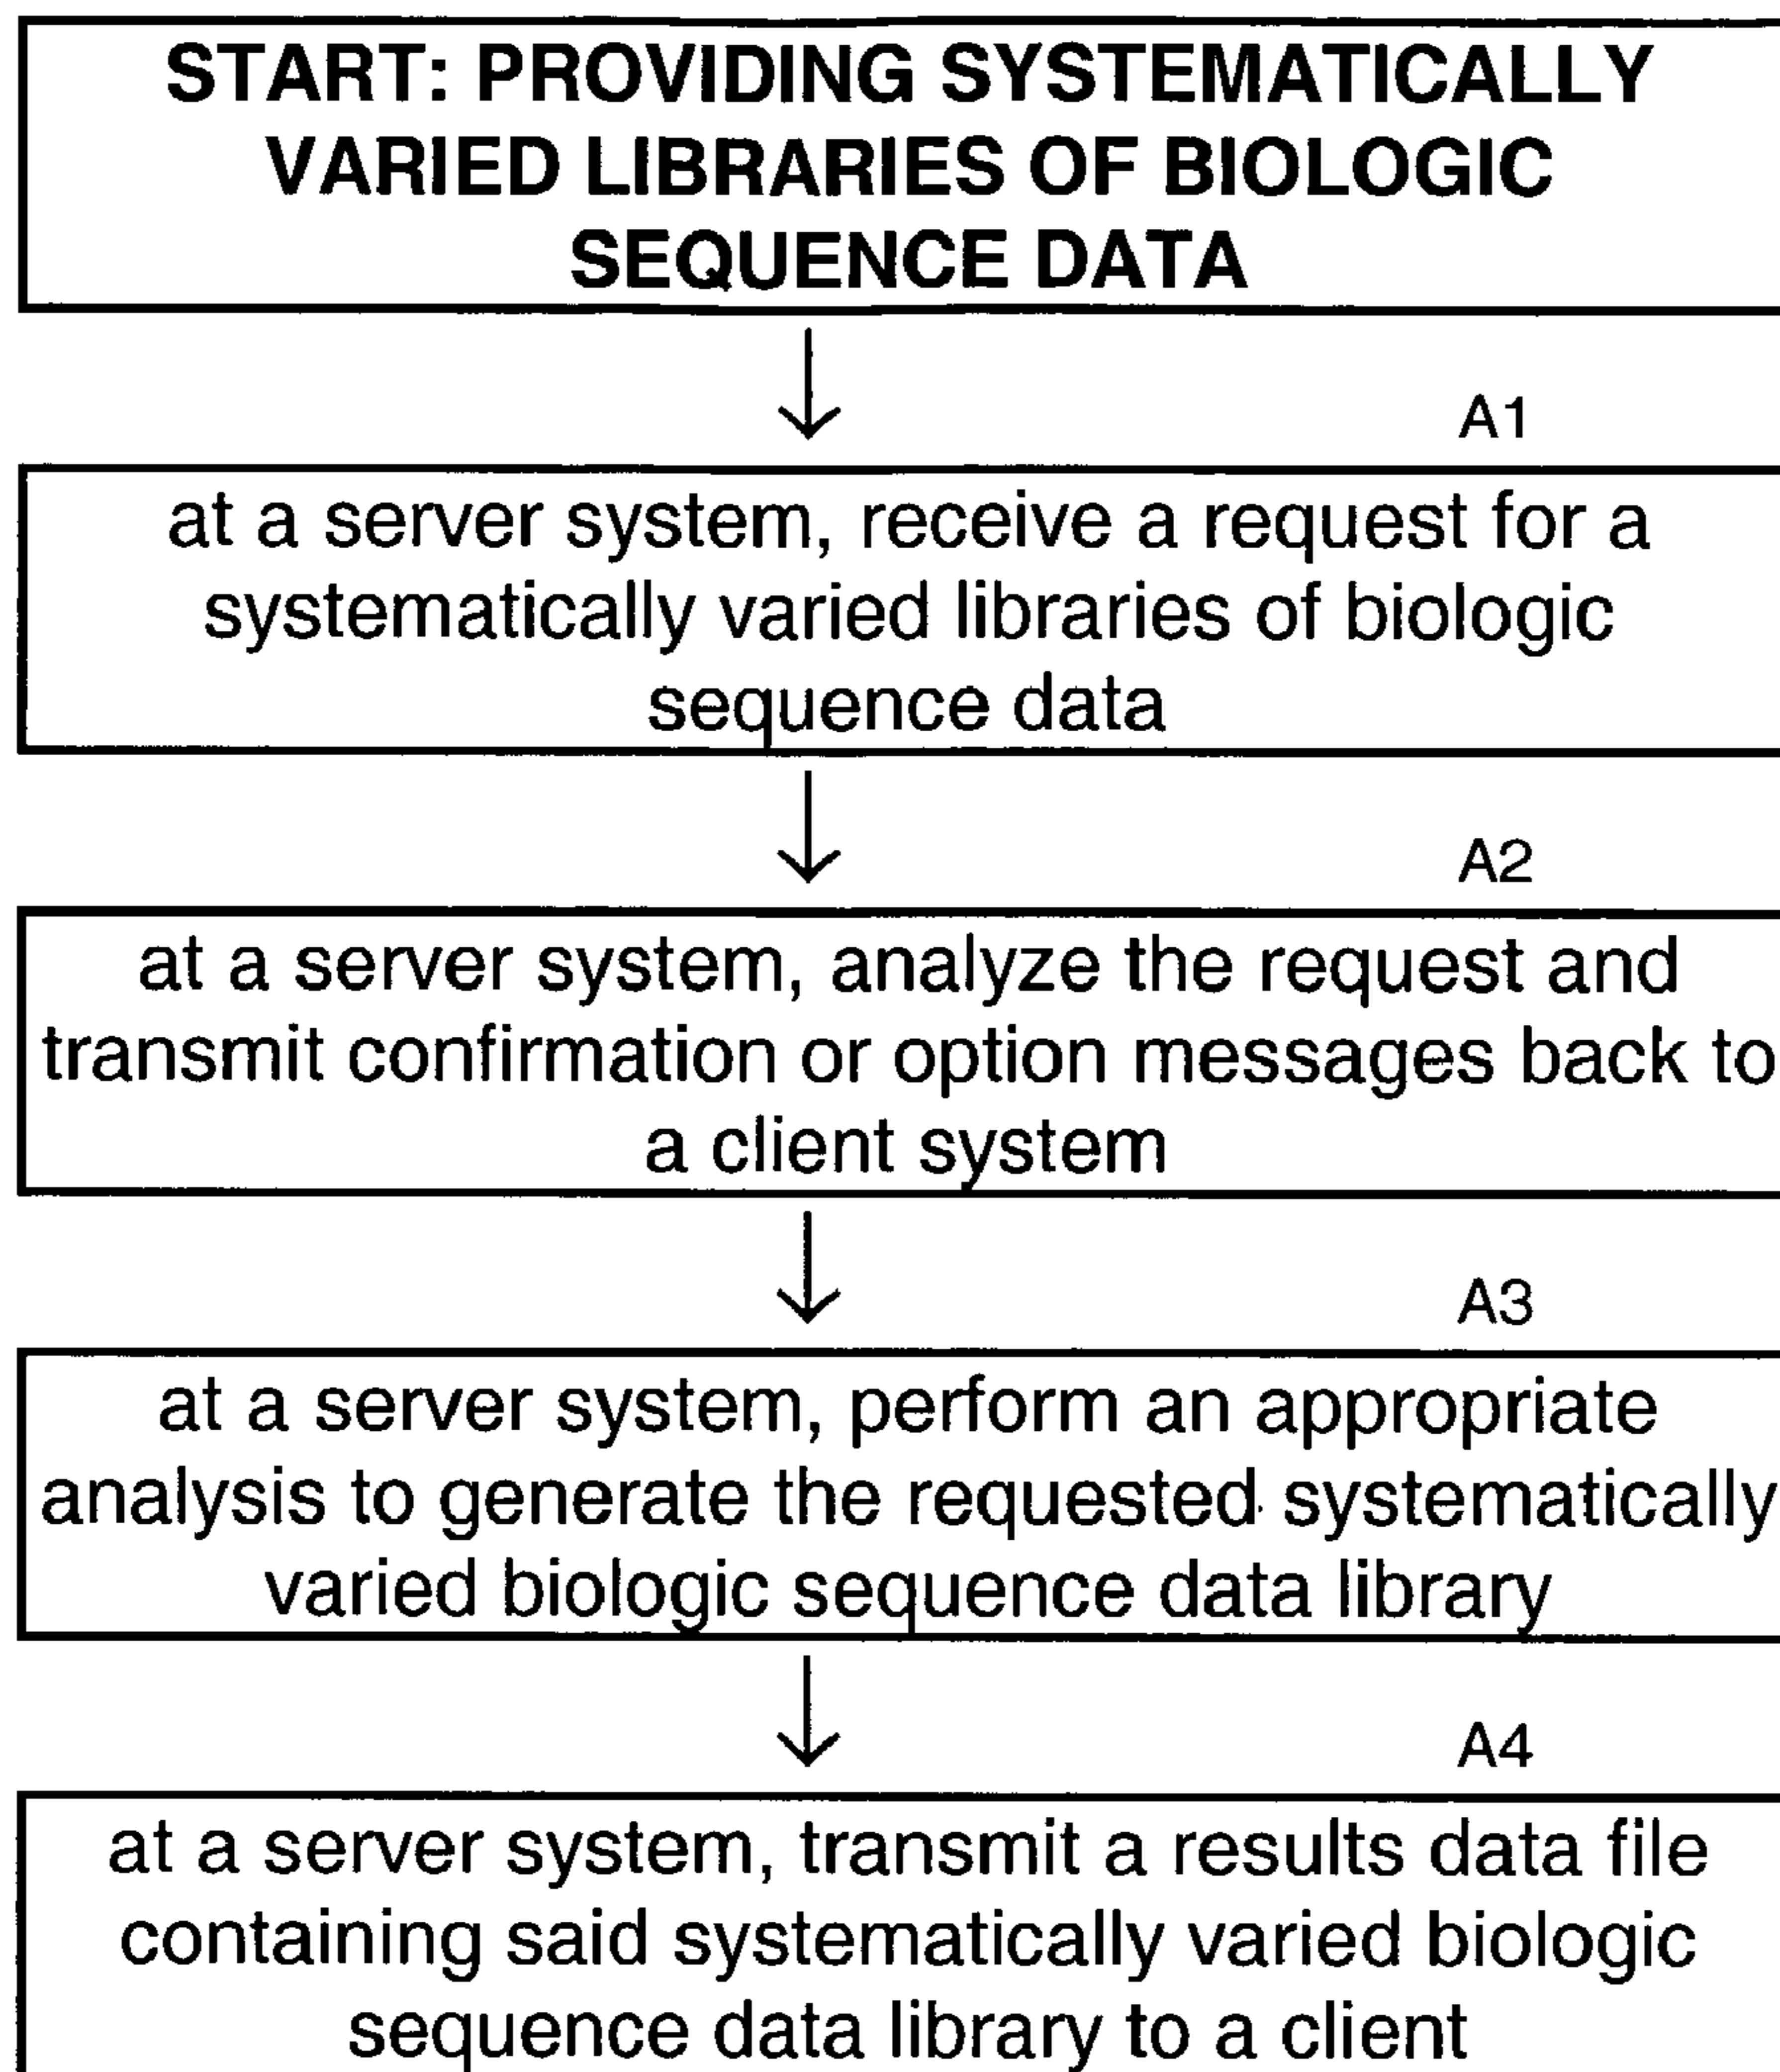 START: PROVIDING SYSTEMATICALLY
VARIED LIBRARIES OF BIOLOGIC
SEQUENCE DATA
A1
at a server system, receive a request for a
systematically varied libraries of biologic
sequence data
A2
at a server system, analyze the request and
transmit confirmation or option messages back to
a client system
A3
at a server system, perform an appropriate
analysis to generate the requested systematically
varied biologic sequence data library
A4
at a server system, transmit a results data file
containing said systematically varied biologic
sequence data library to a client